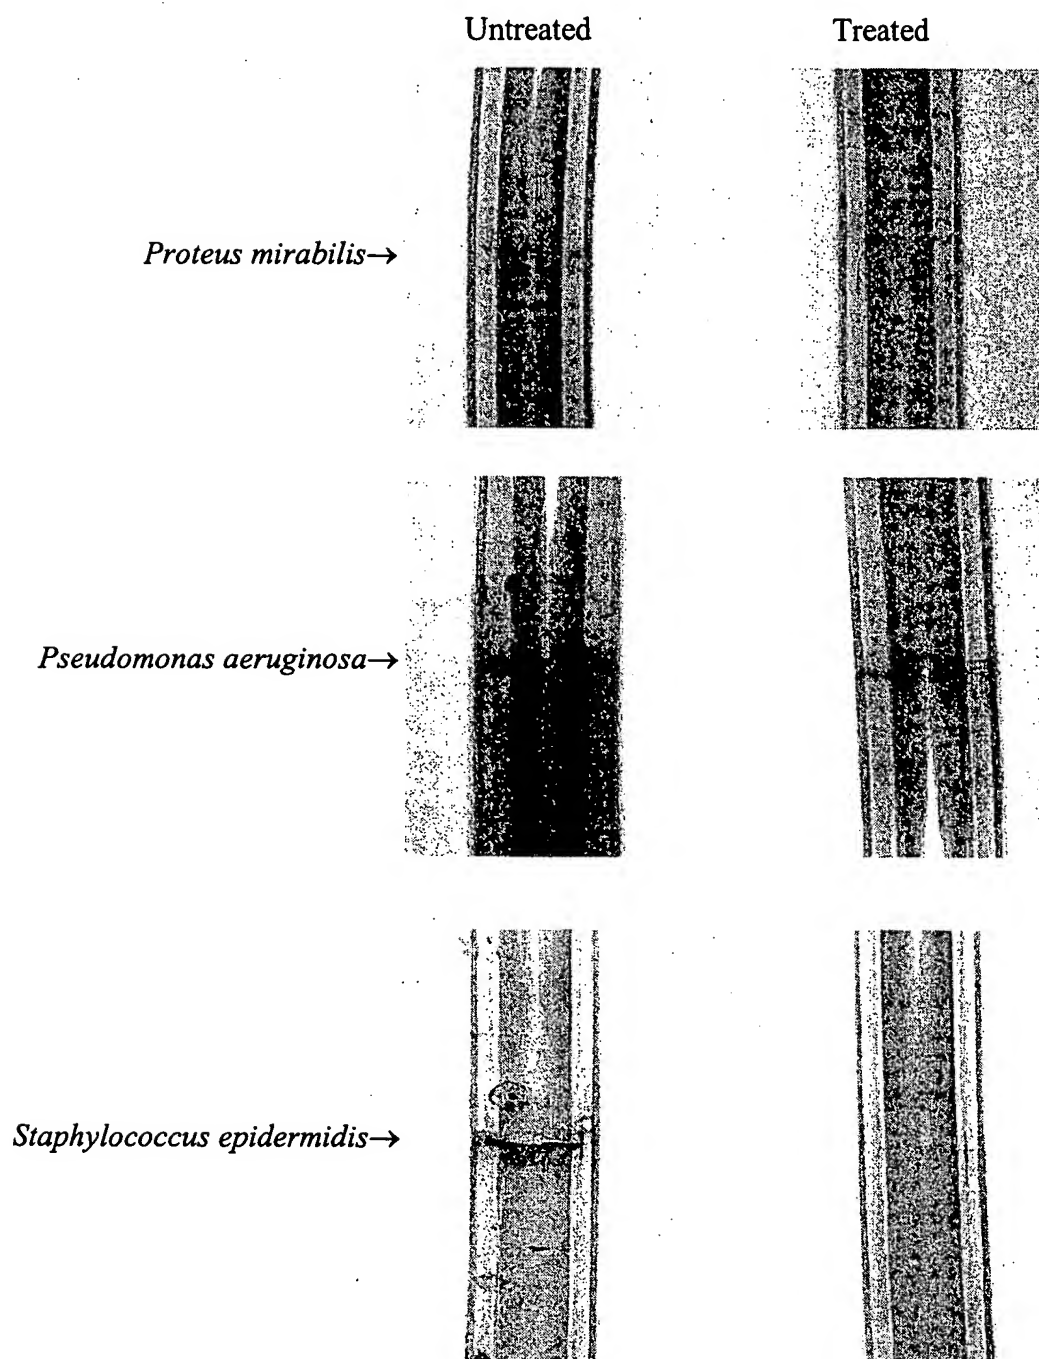 Untreated Treated
Proteus mirabilis→
Pseudomonas aeruginosa→
Staphylococcus epidermidis→